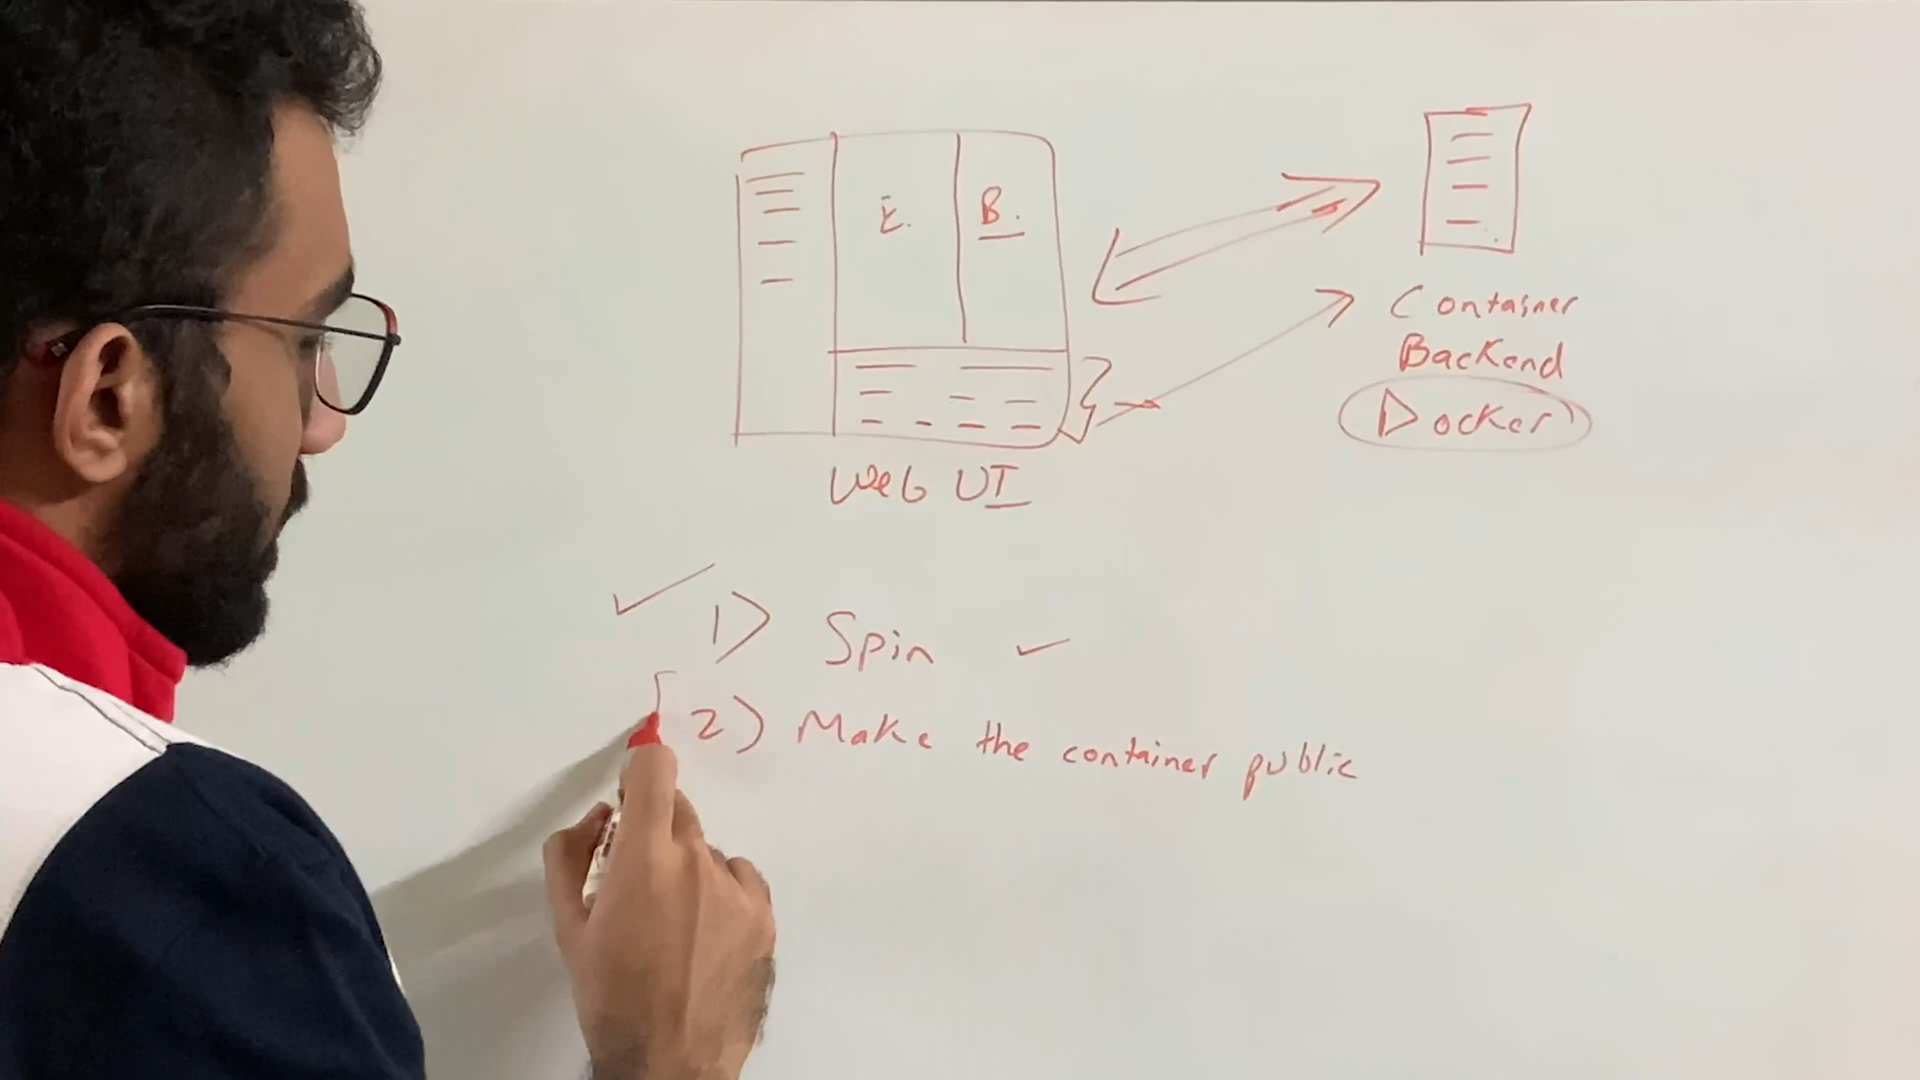 E.
B.
Container
Backend
Docker
Web UI
1) Spin
2) Make the container public